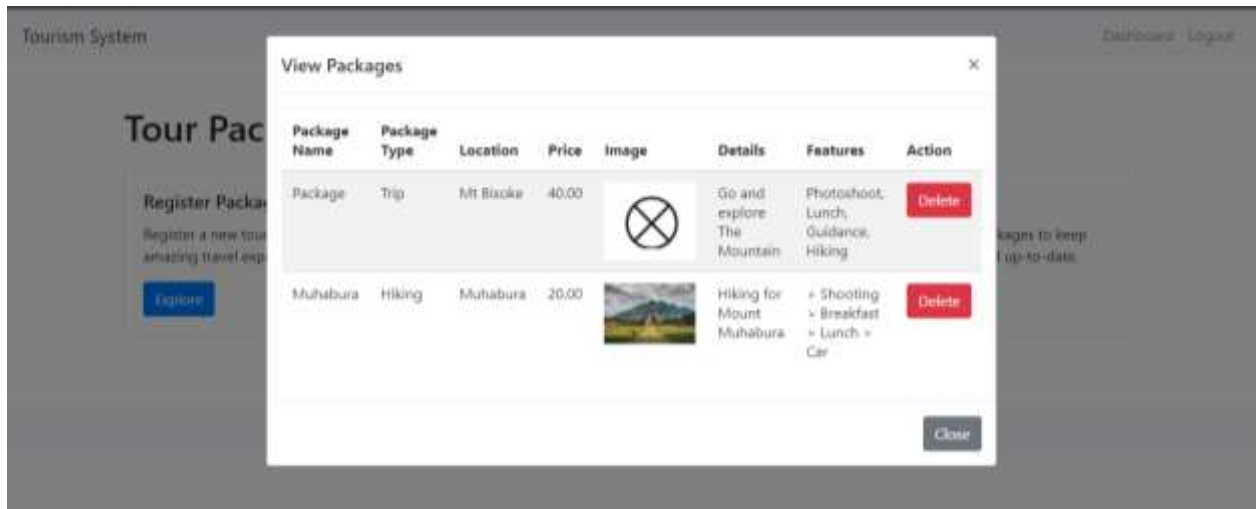 Tourism System
Dashboard Logout
View Packages
×
Tour Pac
Package Name
Package Type
Location
Price
Image
Details
Features
Action
Package
Trip
Mt Bisoke
40.00
Go and
explore
The
Mountain
Photoshoot,
Lunch,
Guidance,
Hiking
Delete
Muhabura
Hiking
Muhabura
20.00
Hiking for
Mount
Muhabura
> Shooting
> Breakfast
> Lunch >
Car
Delete
Register Packa
Register a new tour
amazing travel exp
Explore
kages to keep
up-to-date.
Close